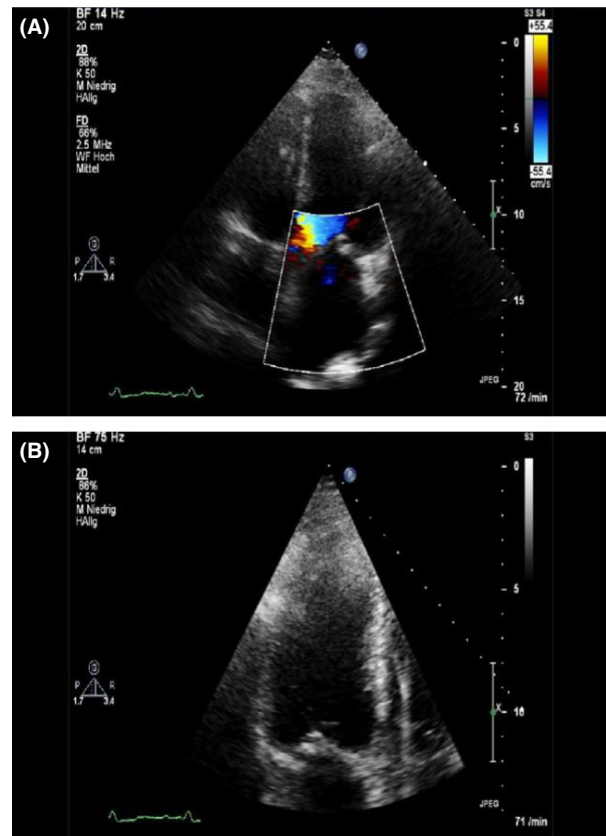 (A)
BF 14 Hz
20 cm
2D
88%
K 50
M Niedrig
HAllg
FD
66%
2.5 MHz
WF Hoch
Mittel
S3 S4
+55.4
-55.4
cm/s
0
5
X
10
15
20
G
P R
1.7 3.4
JPEG
72 /min
(B)
BF 75 Hz
14 cm
2D
86%
K 50
M Niedrig
HAllg
S3
0
5
X
10
G
P R
1.7 3.4
JPEG
71 /min